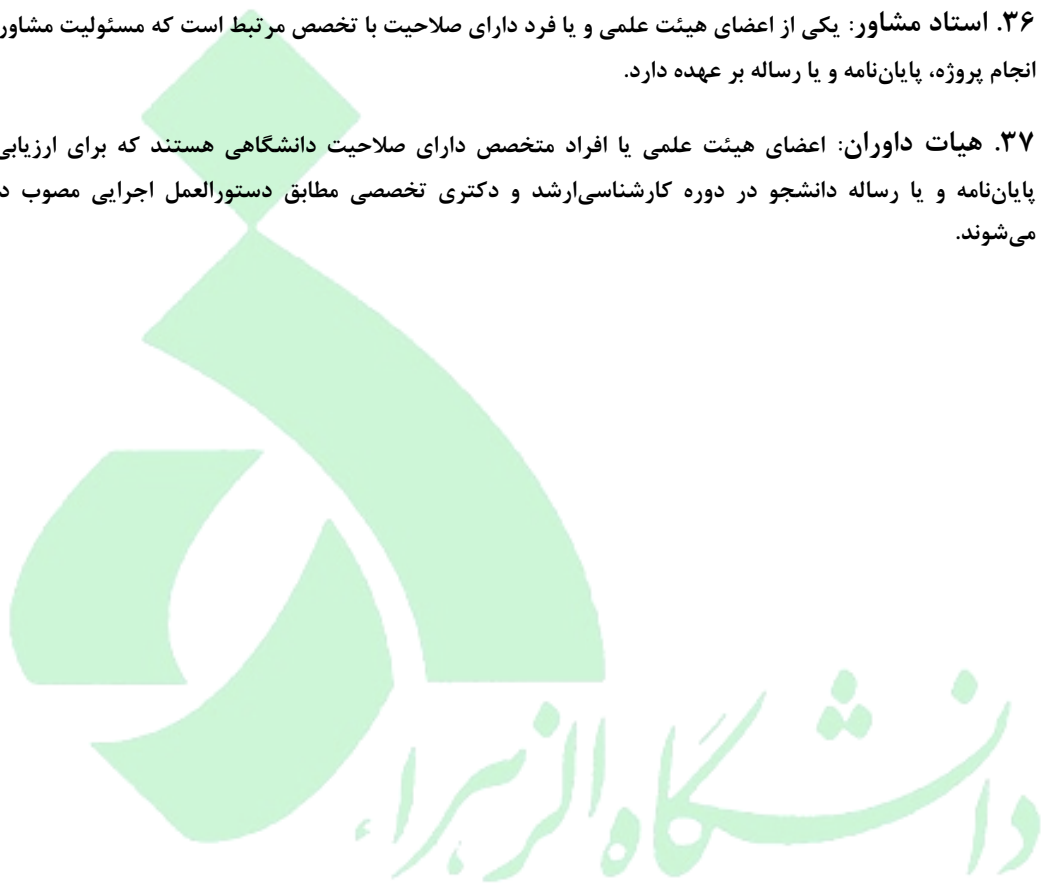 ۳۶. استاد مشاور: یکی از اعضای هیئت علمی و یا فرد دارای صلاحیت با تخصص مرتبط است که مسئولیت مشاور
انجام پروژه، پایان‌نامه و یا رساله بر عهده دارد.
۳۷. هیات داوران: اعضای هیئت علمی یا افراد متخصص دارای صلاحیت دانشگاهی هستند که برای ارزیابی
پایان‌نامه و یا رساله دانشجو در دوره کارشناسی‌ارشد و دکتری تخصصی مطابق دستورالعمل اجرایی مصوب
می‌شوند.
دانشگاه الزهراء